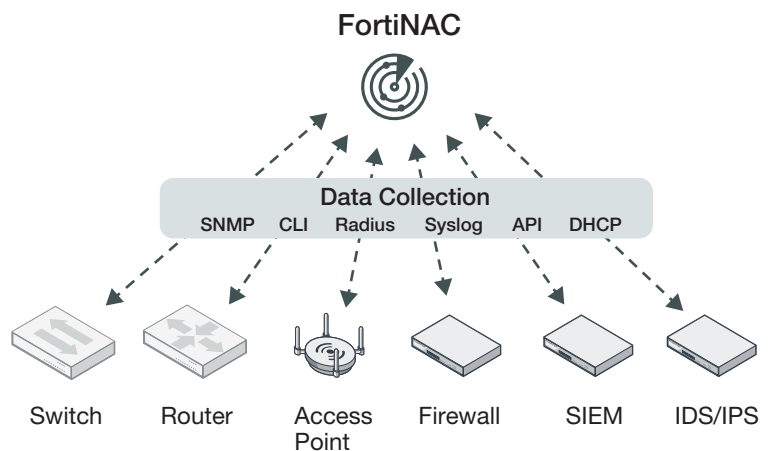 FortiNAC
Data Collection
SNMP CLI Radius Syslog API DHCP
Switch Router Access Point Firewall SIEM IDS/IPS